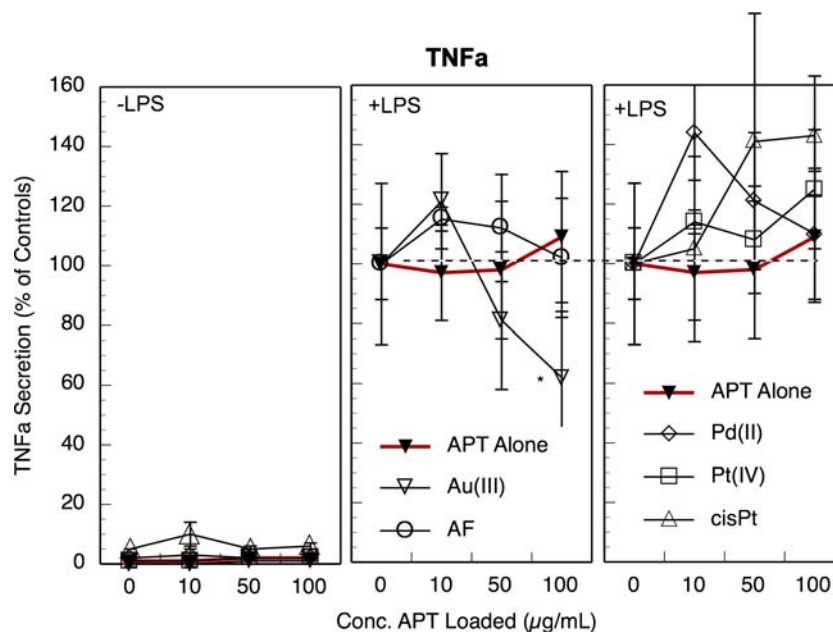 TNFa
TNFa Secretion (% of Controls)
160
140
120
100
80
60
40
20
0
-LPS
0 10 50 100
+LPS
*
APT Alone
Au(III)
AF
0 10 50 100
+LPS
APT Alone
Pd(II)
Pt(IV)
cisPt
0 10 50 100
Conc. APT Loaded (µg/mL)